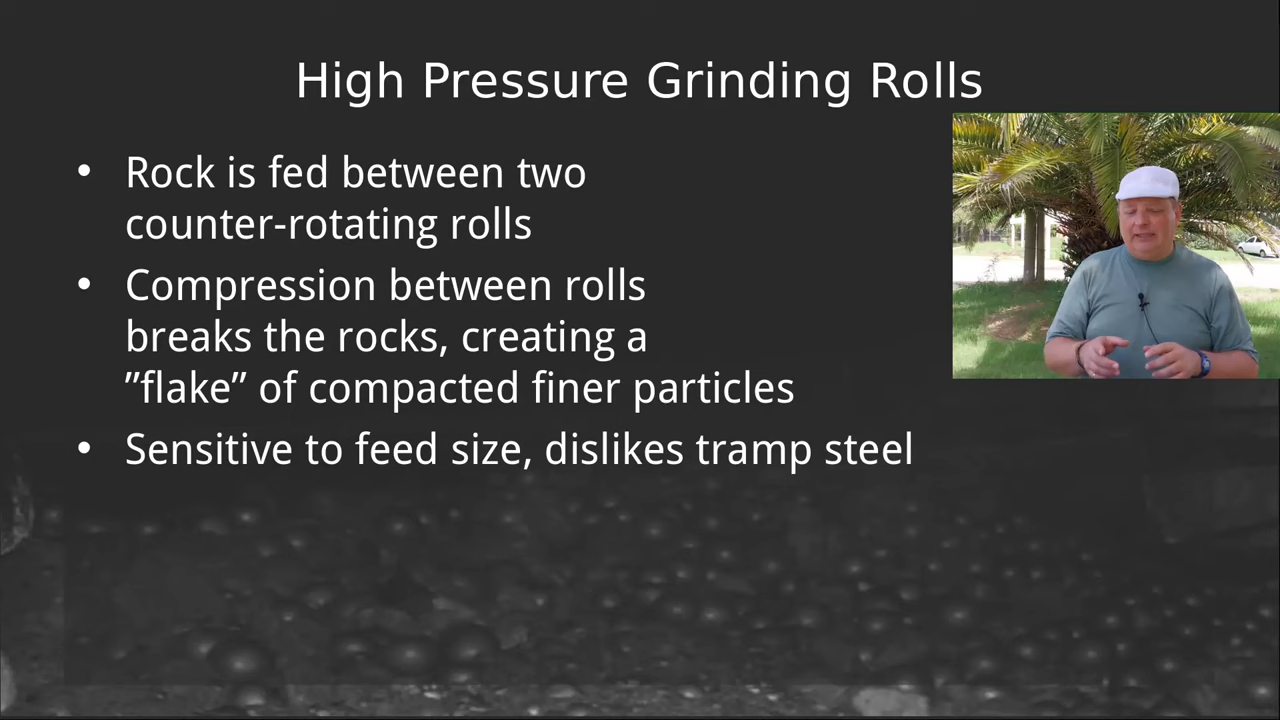 High Pressure Grinding Rolls
• Rock is fed between two
counter-rotating rolls
• Compression between rolls
breaks the rocks, creating a
”flake” of compacted finer particles
• Sensitive to feed size, dislikes tramp steel